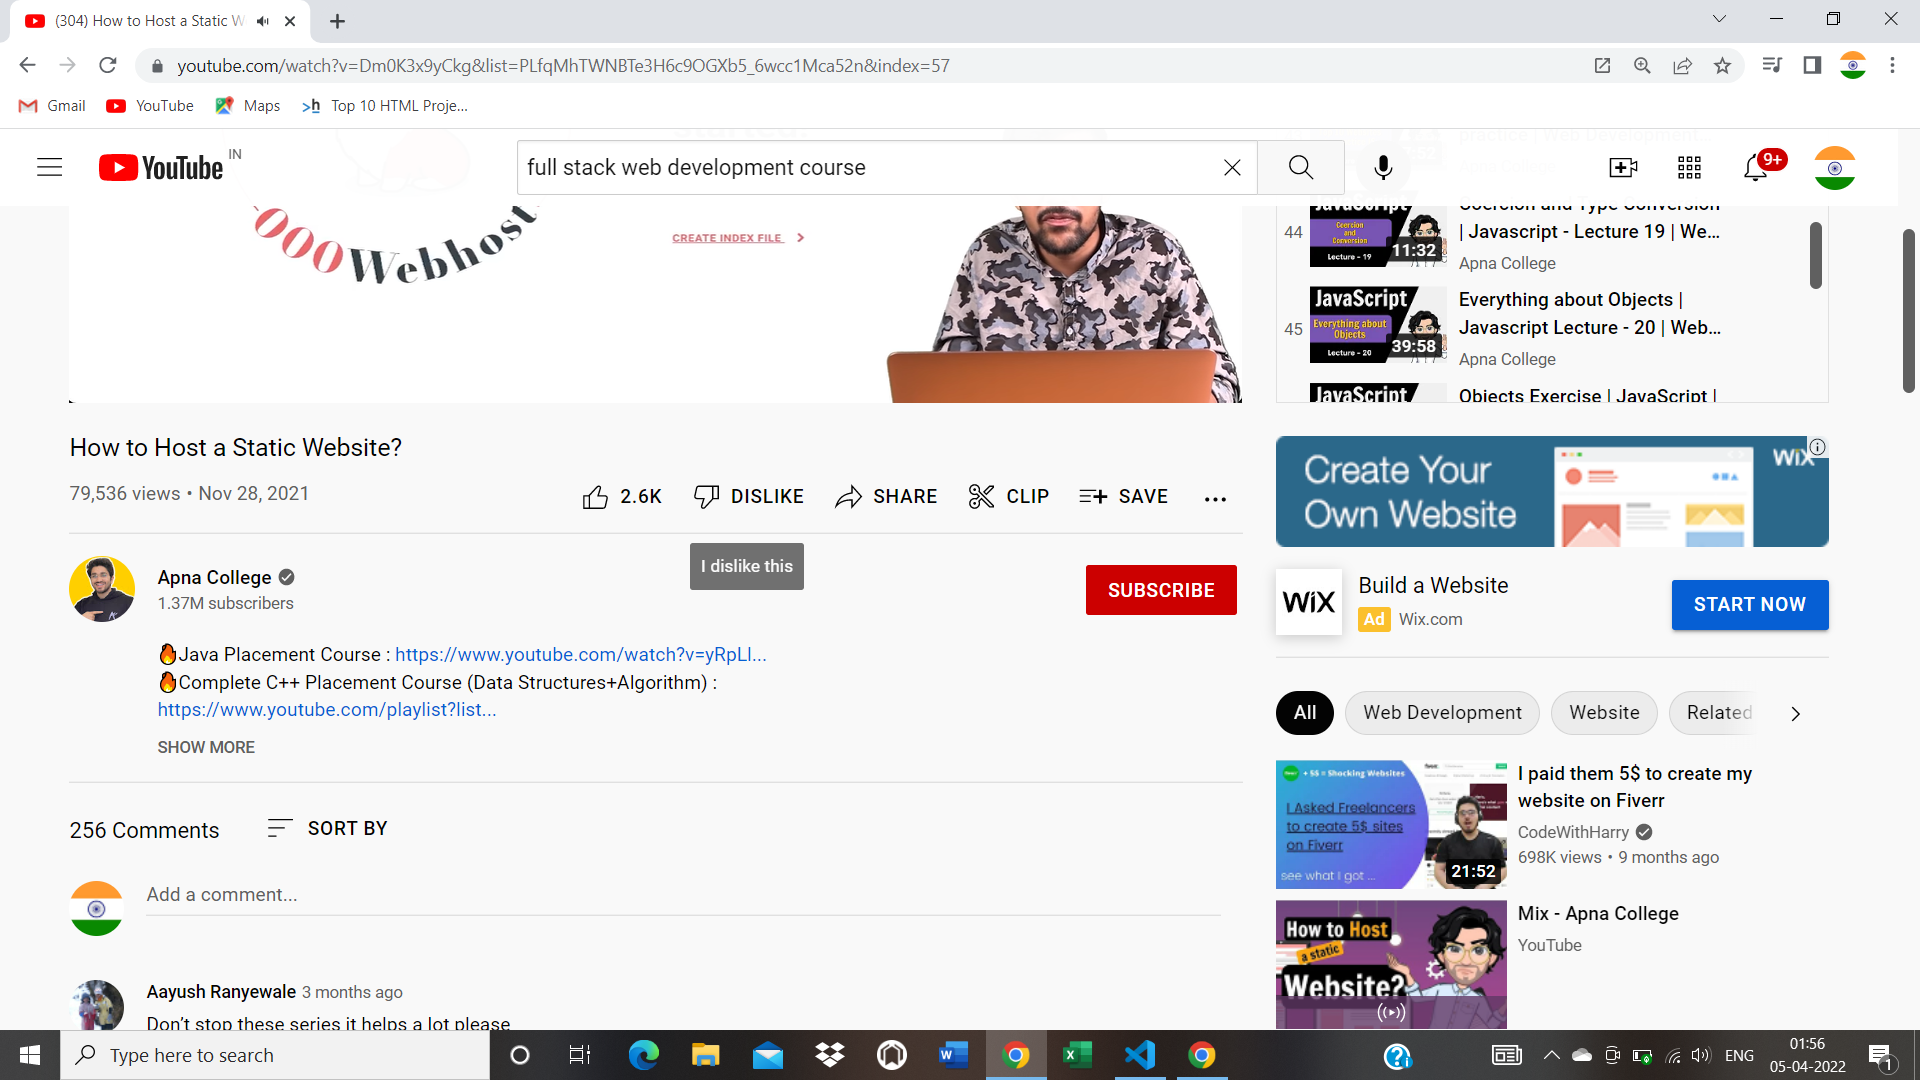 (304) How to Host a Static W
youtube.com/watch?v=Dm0K3x9yCkg&list=PLfqMhTWNBTe3H6c9OGXb5_6wcc1Mca52n&index=57
Gmail YouTube Maps >h Top 10 HTML Proje...
YouTube IN
full stack web development course
9+
000Webhost
CREATE INDEX FILE >
44
Coercion and Type Conversion
| Javascript - Lecture 19 | We...
Apna College
JavaScript
Coercion
and
Conversion
Lecture - 19
11:32
45
Everything about Objects |
Javascript Lecture - 20 | Web...
Apna College
JavaScript
Everything about
Objects
Lecture - 20
39:58
JavaScript
Objects Exercise | JavaScript |
How to Host a Static Website?
79,536 views • Nov 28, 2021
2.6K DISLIKE SHARE CLIP SAVE ...
I dislike this
Apna College
1.37M subscribers
SUBSCRIBE
Java Placement Course : https://www.youtube.com/watch?v=yRpLl...
Complete C++ Placement Course (Data Structures+Algorithm) :
https://www.youtube.com/playlist?list...
SHOW MORE
256 Comments SORT BY
Add a comment...
Aayush Ranyewale 3 months ago
Don't stop these series it helps a lot please
Create Your
Own Website
WiX
WiX
Build a Website
Ad Wix.com
START NOW
All Web Development Website Related
+ 5$ = Shocking Websites
I Asked Freelancers
to create 5$ sites
on Fiverr
see what I got ...
21:52
I paid them 5$ to create my
website on Fiverr
CodeWithHarry
698K views • 9 months ago
How to Host
a static
Website?
Mix - Apna College
YouTube
Type here to search
ENG
01:56
05-04-2022
1